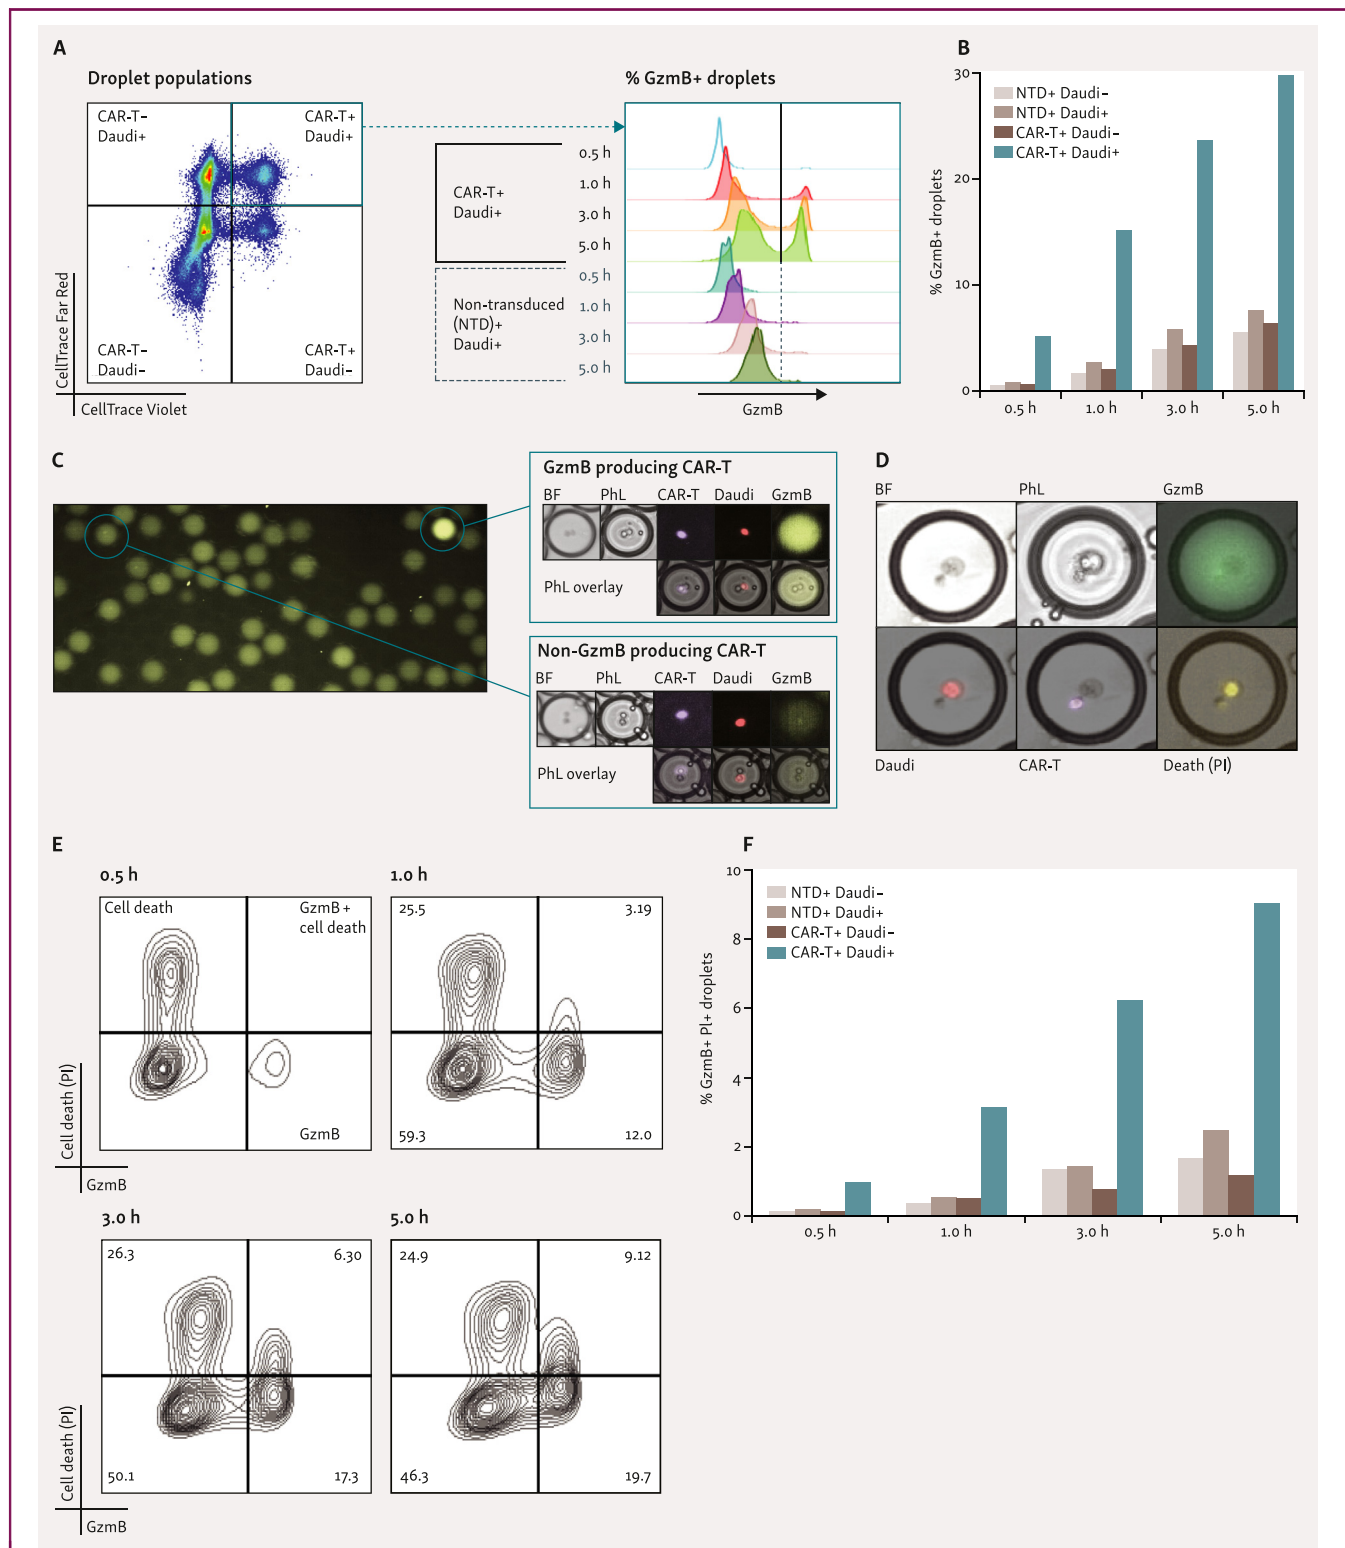 A
Droplet populations
CAR-T–
Daudi+
CAR-T+
Daudi+
CAR-T–
Daudi–
CAR-T+
Daudi–
CellTrace Far Red
CellTrace Violet
% GzmB+ droplets
CAR-T+
Daudi+
0.5 h
1.0 h
3.0 h
5.0 h
Non-transduced
(NTD)+
Daudi+
0.5 h
1.0 h
3.0 h
5.0 h
GzmB
B
% GzmB+ droplets
30
20
10
0
NTD+ Daudi–
NTD+ Daudi+
CAR-T+ Daudi–
CAR-T+ Daudi+
0.5 h
1.0 h
3.0 h
5.0 h
C
GzmB producing CAR-T
BF PhL CAR-T Daudi GzmB
PhL overlay
Non-GzmB producing CAR-T
BF PhL CAR-T Daudi GzmB
PhL overlay
D
BF PhL GzmB
Daudi CAR-T Death (PI)
E
0.5 h
Cell death
GzmB +
cell death
GzmB
Cell death (PI)
GzmB
1.0 h
25.5 3.19
59.3 12.0
3.0 h
26.3 6.30
50.1 17.3
Cell death (PI)
GzmB
5.0 h
24.9 9.12
46.3 19.7
F
% GzmB+ PI+ droplets
10
8
6
4
2
0
NTD+ Daudi–
NTD+ Daudi+
CAR-T+ Daudi–
CAR-T+ Daudi+
0.5 h
1.0 h
3.0 h
5.0 h